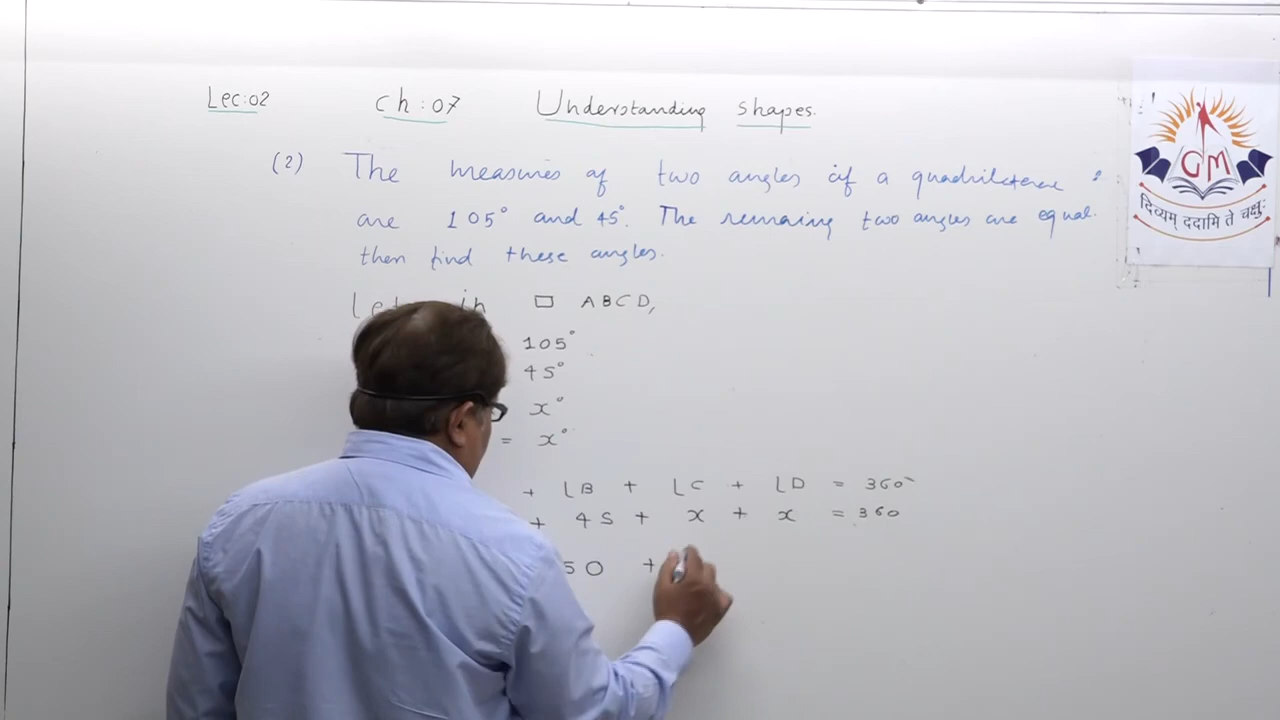 Lec:02 Ch:07 Understanding shapes.
(2) The measures of two angles of a quadrilateral
are 105° and 45°. The remaining two angles are equal.
then find these angles.
Let in □ ABCD,
105°
45°
x°
= x°
+ ∠B + ∠C + ∠D = 360°
+ 45 + x + x = 360
50 +
GM
दिव्यम् ददामि ते चक्षुः